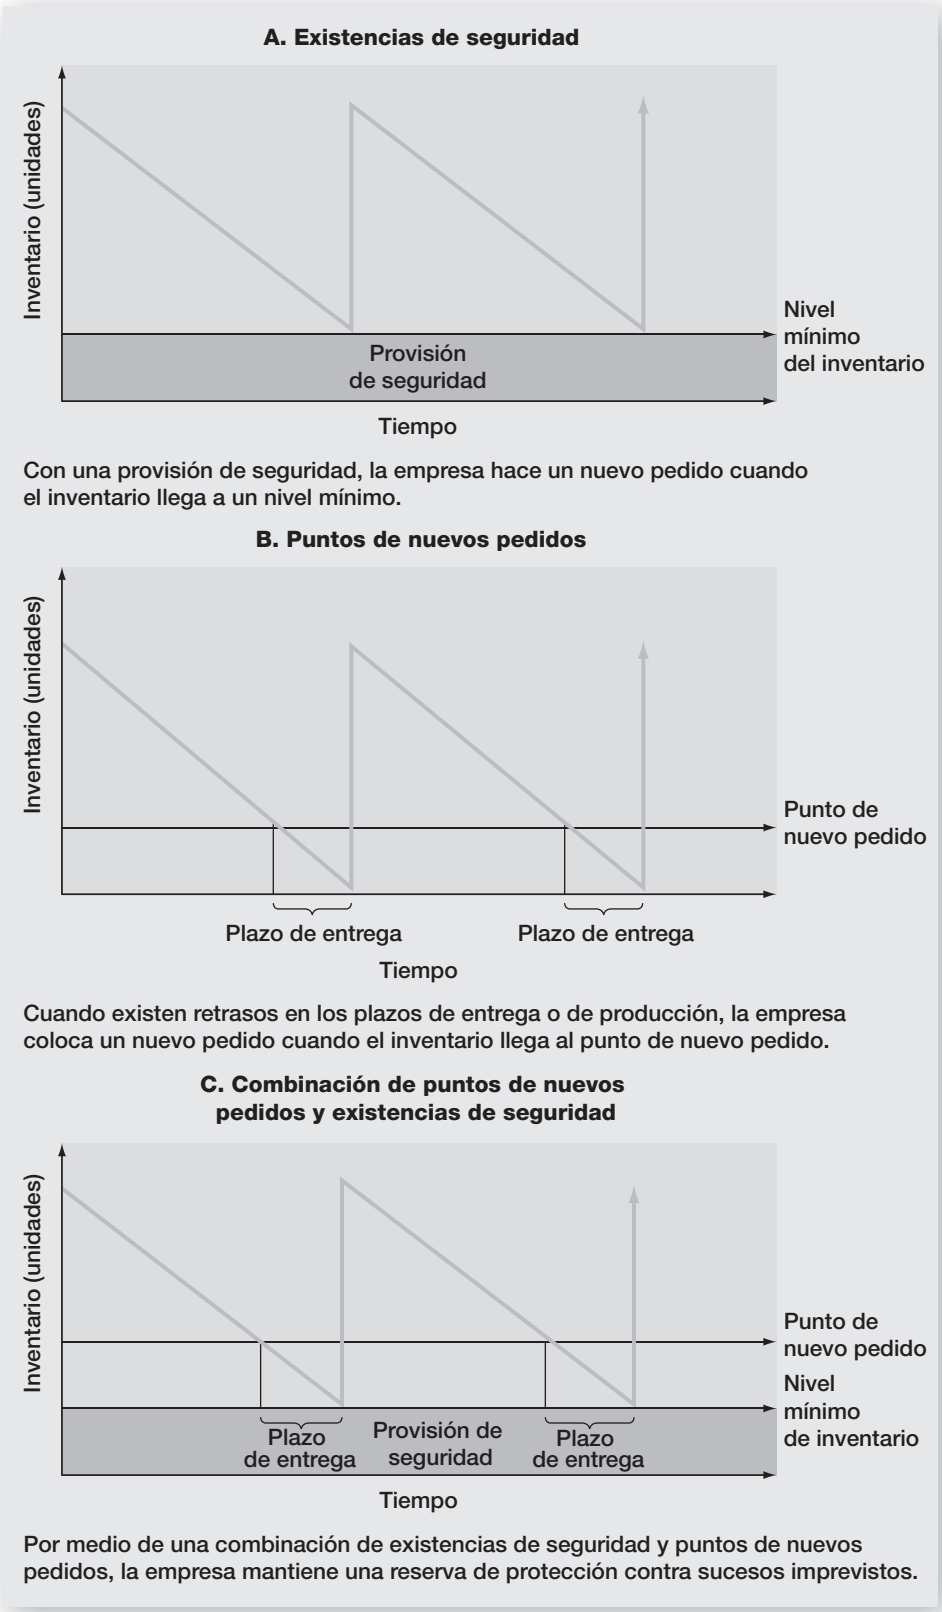 A. Existencias de seguridad
Inventario (unidades)
Nivel
mínimo
del inventario
Provisión
de seguridad
Tiempo
Con una provisión de seguridad, la empresa hace un nuevo pedido cuando
el inventario llega a un nivel mínimo.
B. Puntos de nuevos pedidos
Inventario (unidades)
Punto de
nuevo pedido
Plazo de entrega
Plazo de entrega
Tiempo
Cuando existen retrasos en los plazos de entrega o de producción, la empresa
coloca un nuevo pedido cuando el inventario llega al punto de nuevo pedido.
C. Combinación de puntos de nuevos
pedidos y existencias de seguridad
Inventario (unidades)
Punto de
nuevo pedido
Nivel
mínimo
de inventario
Plazo
de entrega
Provisión de
seguridad
Plazo
de entrega
Tiempo
Por medio de una combinación de existencias de seguridad y puntos de nuevos
pedidos, la empresa mantiene una reserva de protección contra sucesos imprevistos.